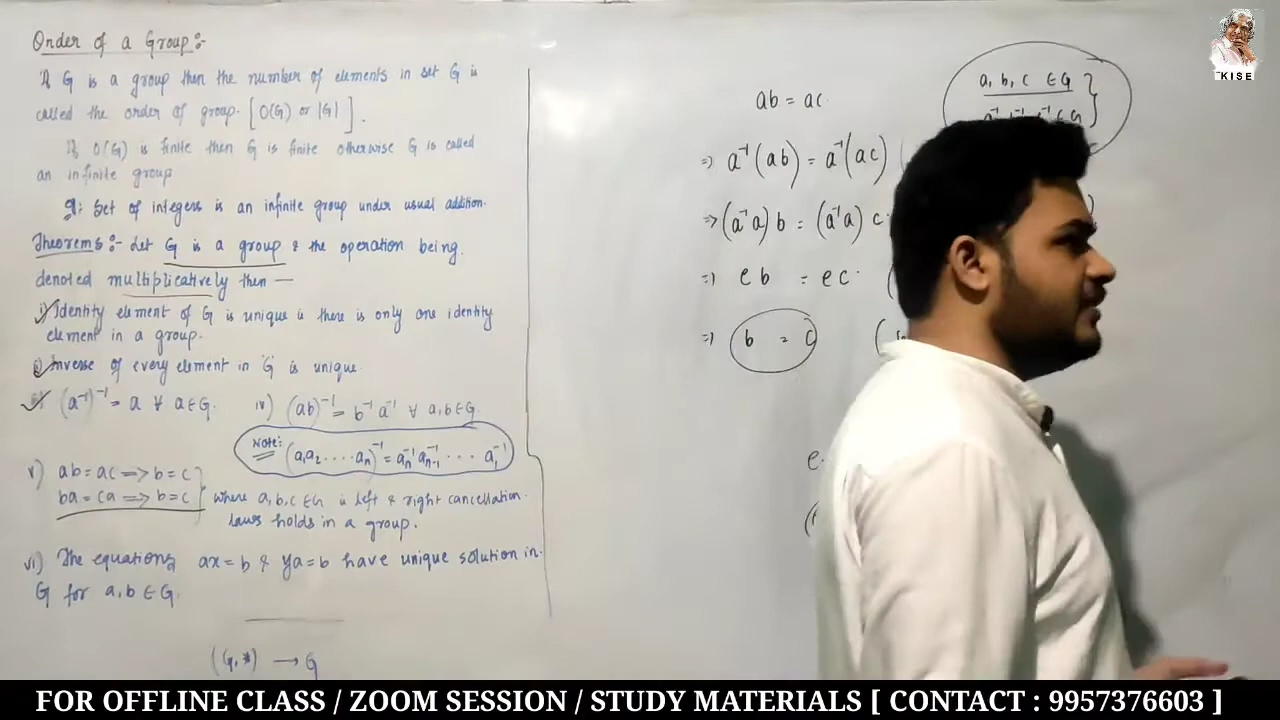 Order of a Group:-
If G is a group then the number of elements in set G is
called the order of group. [O(G) or |G|].
If O(G) is finite then G is finite otherwise G is called
an infinite group
eg: Set of integers is an infinite group under usual addition.
Theorems:- Let G is a group & the operation being
denoted multiplicatively then —
i) Identity element of G is unique ie there is only one identity
element in a group.
ii) Inverse of every element in G is unique.
iii) (a⁻¹)⁻¹ = a ∀ a∈G. iv) (ab)⁻¹ = b⁻¹a⁻¹ ∀ a,b∈G.
Note: (a₁a₂.....aₙ)⁻¹ = aₙ⁻¹ aₙ₋₁⁻¹ .... a₁⁻¹
v) ab = ac ⟹ b = c
ba = ca ⟹ b = c } where a,b,c ∈ G ie left & right cancellation
laws holds in a group.
vi) The equations ax = b & ya = b have unique solution in
G for a,b ∈ G.
(G,*) → G
a, b, c ∈ G }
ab = ac.
⇒ a⁻¹(ab) = a⁻¹(ac)
⇒ (a⁻¹a) b = (a⁻¹a) c.
⇒ eb = ec.
⇒ b = c
KISE
FOR OFFLINE CLASS / ZOOM SESSION / STUDY MATERIALS [ CONTACT : 9957376603 ]